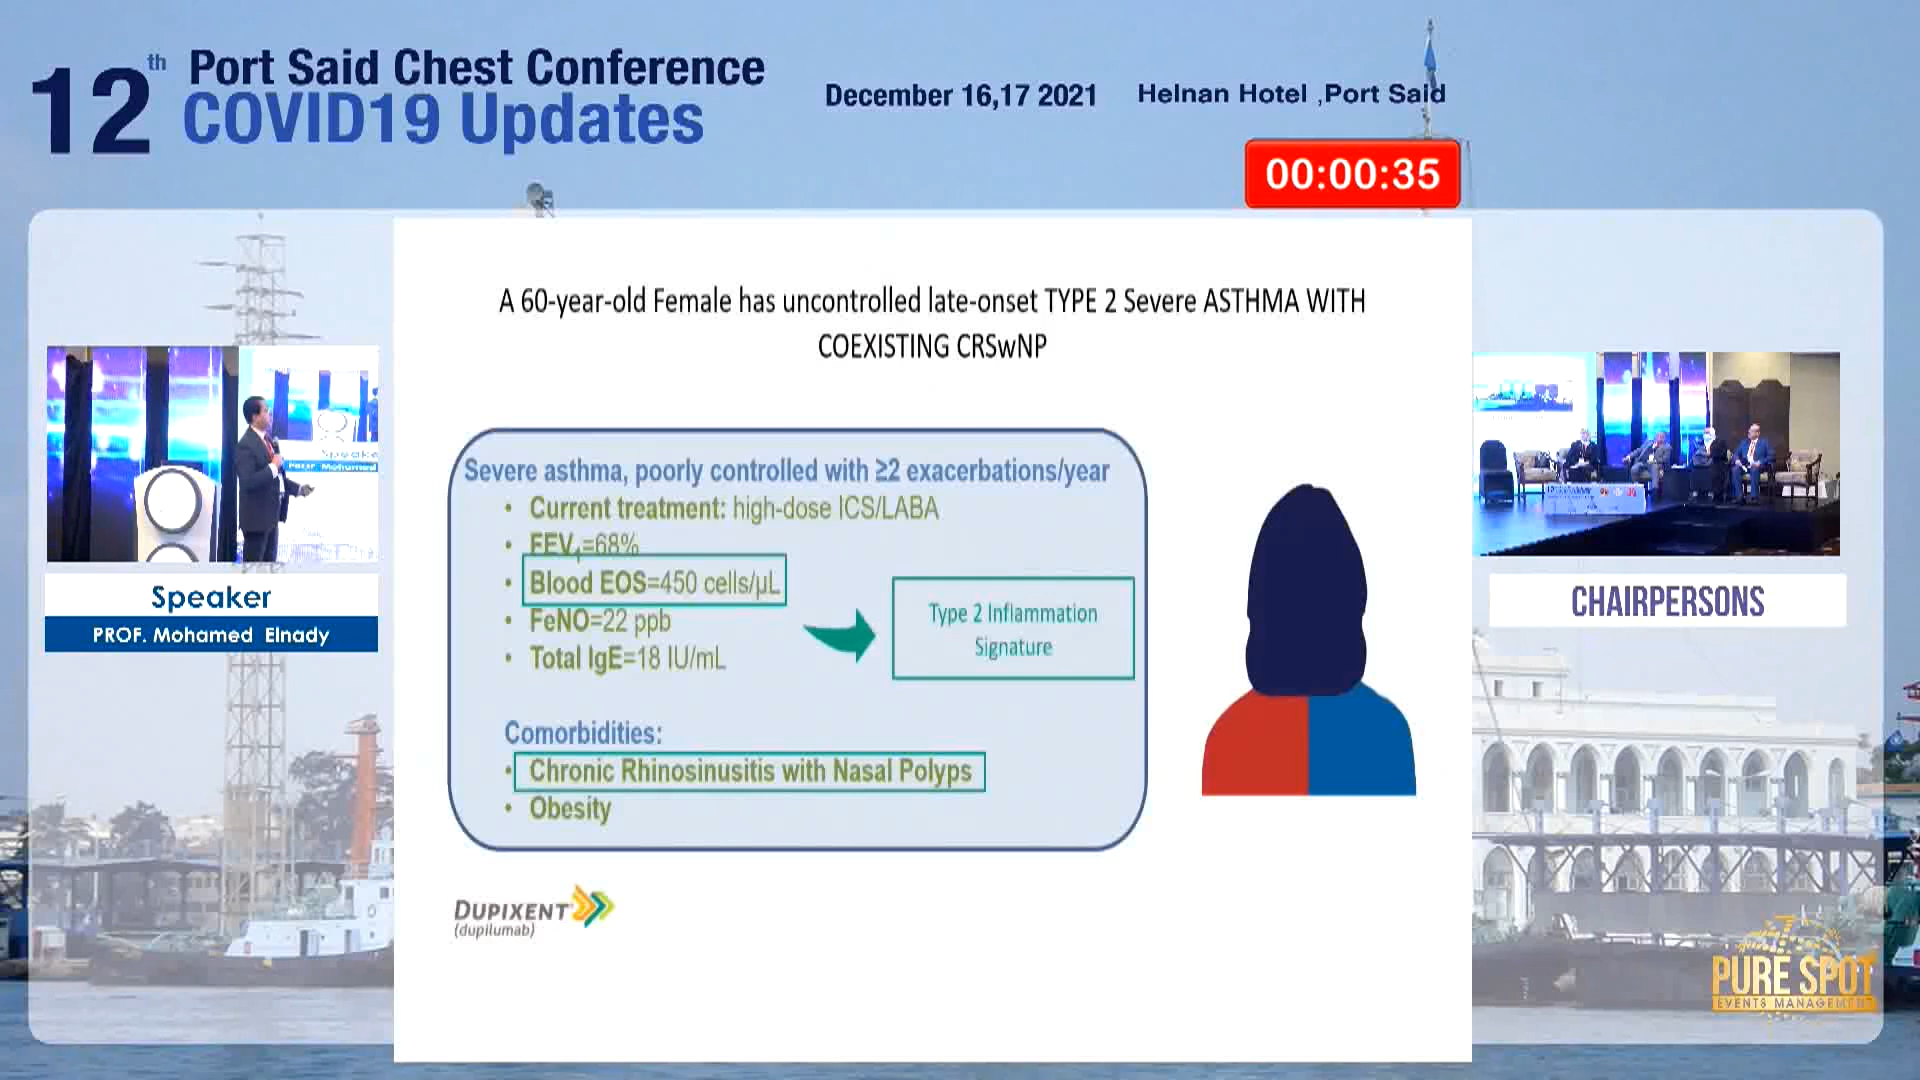 12th Port Said Chest Conference
COVID19 Updates
December 16,17 2021
Helnan Hotel ,Port Said
00:00:35
A 60-year-old Female has uncontrolled late-onset TYPE 2 Severe ASTHMA WITH
COEXISTING CRSwNP
Severe asthma, poorly controlled with ≥2 exacerbations/year
• Current treatment: high-dose ICS/LABA
• FEV₁=68%
• Blood EOS=450 cells/µL
• FeNO=22 ppb
• Total IgE=18 IU/mL
Type 2 Inflammation
Signature
Comorbidities:
• Chronic Rhinosinusitis with Nasal Polyps
• Obesity
DUPIXENT
(dupilumab)
Speaker
PROF. Mohamed Elnady
CHAIRPERSONS
PURE SPOT
EVENTS MANAGEMENT